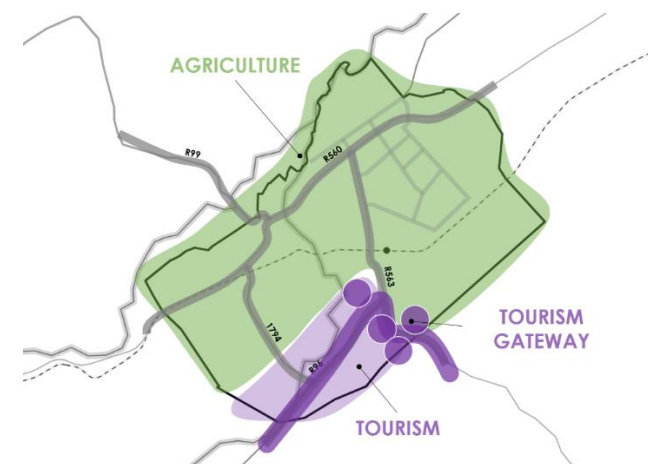 AGRICULTURE
R99
R560
R563
1794
R96
TOURISM
GATEWAY
TOURISM